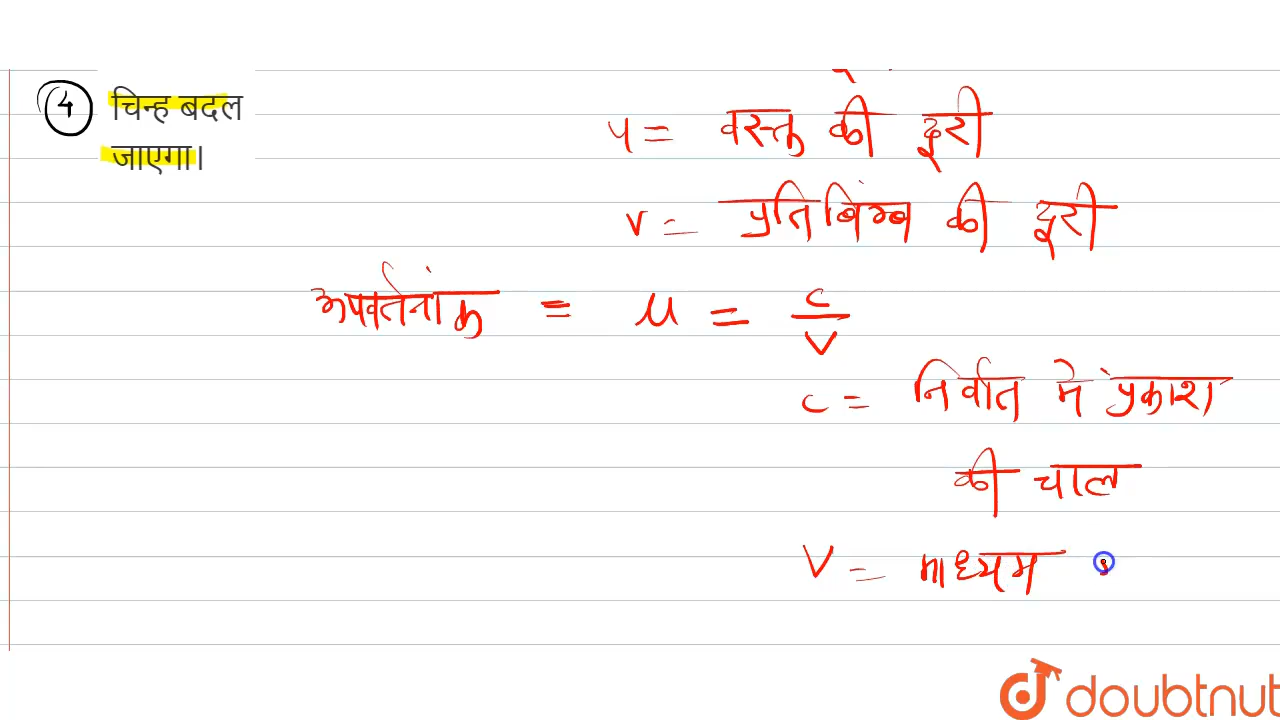 4 चिन्ह बदल
जाएगा।
u = वस्तु की दूरी
v = प्रतिबिंम्ब की दूरी
अपवर्तनांक = μ = c/v
c = निर्वात में प्रकाश
की चाल
V = माध्यम
doubtnut